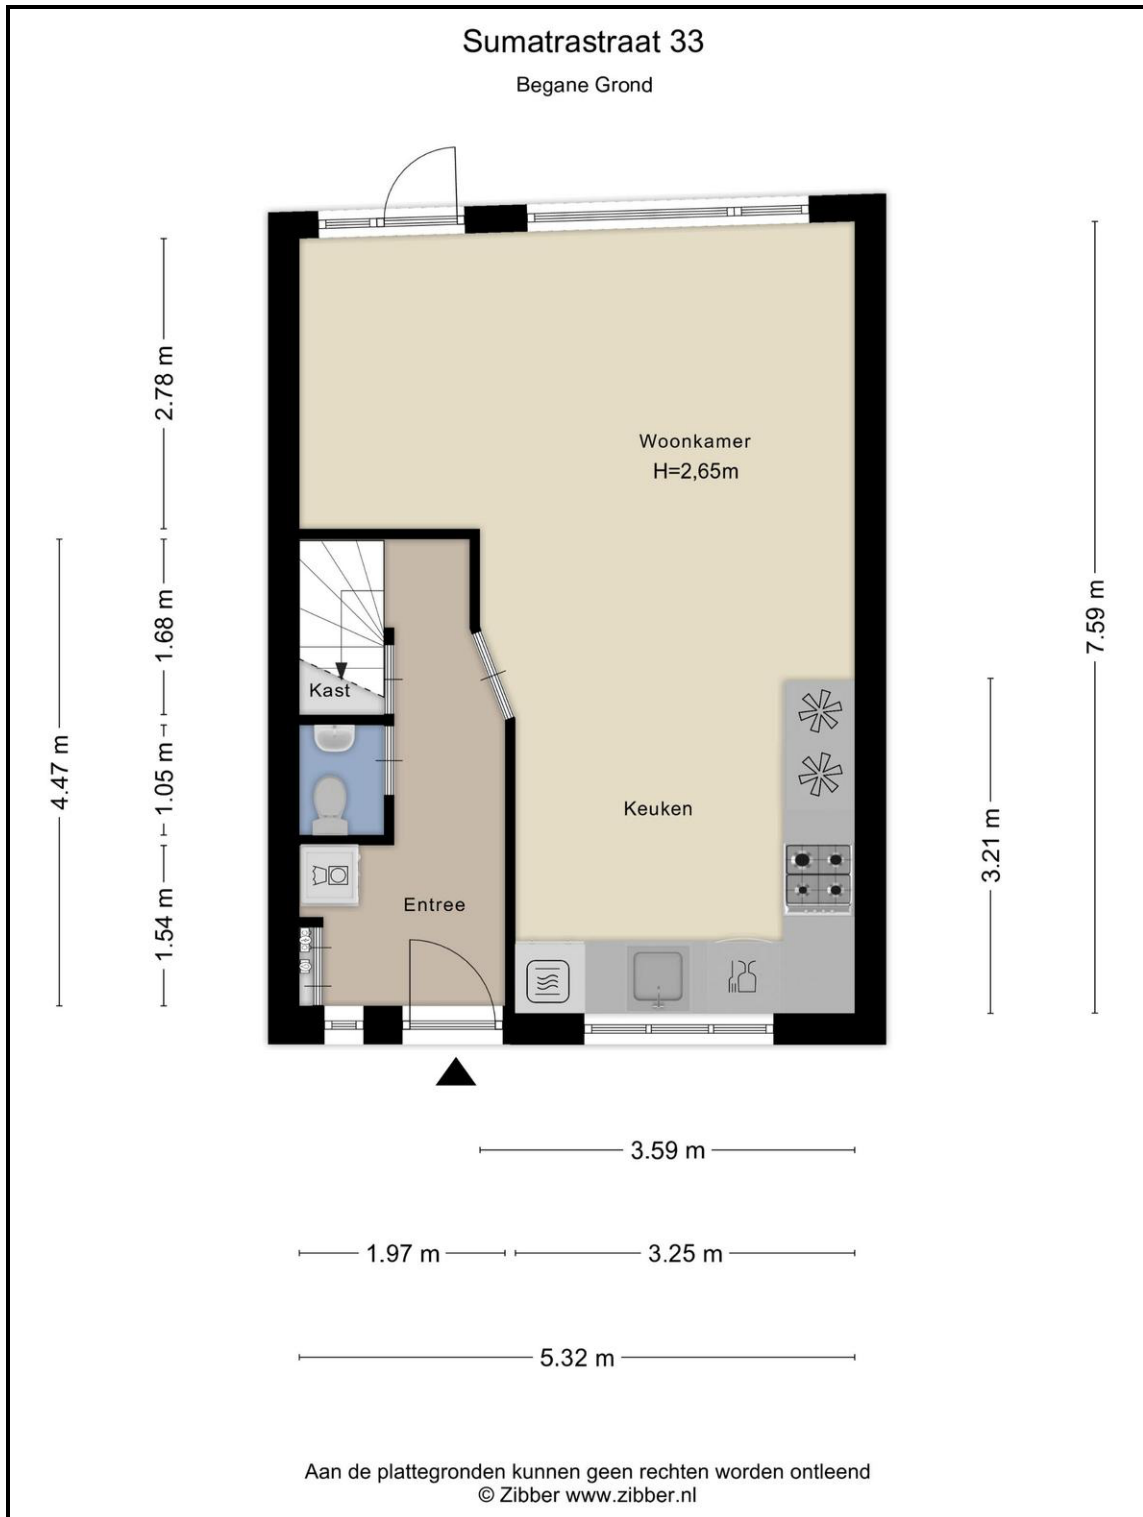 Sumatrastraat 33
Begane Grond
2.78 m
Woonkamer
H=2,65m
1.68 m
7.59 m
Kast
4.47 m
1.05 m
Keuken
3.21 m
1.54 m
Entree
3.59 m
1.97 m
3.25 m
5.32 m
Aan de plattegronden kunnen geen rechten worden ontleend
© Zibber www.zibber.nl